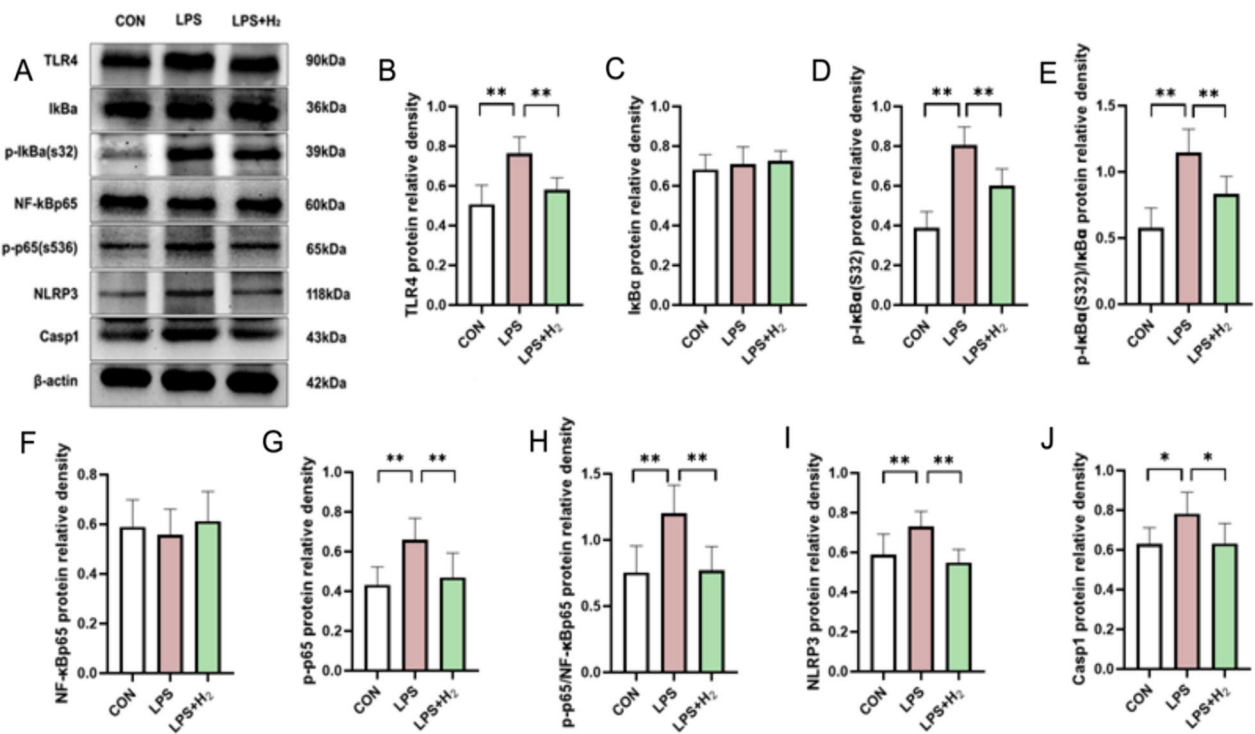 CON LPS LPS+H₂
A
TLR4 90kDa
IkBa 36kDa
p-IkBa(s32) 39kDa
NF-kBp65 60kDa
p-p65(s536) 65kDa
NLRP3 118kDa
Casp1 43kDa
β-actin 42kDa
B
TLR4 protein relative density
1.0
0.8
0.6
0.4
0.2
0.0
** **
CON LPS LPS+H₂
C
IκBα protein relative density
1.0
0.8
0.6
0.4
0.2
0.0
CON LPS LPS+H₂
D
p-IκBα(S32) protein relative density
1.0
0.8
0.6
0.4
0.2
0.0
** **
CON LPS LPS+H₂
E
p-IκBα(S32)/IκBα protein relative density
1.5
1.0
0.5
0.0
** **
CON LPS LPS+H₂
F
NF-κBp65 protein relative density
0.8
0.6
0.4
0.2
0.0
CON LPS LPS+H₂
G
p-p65 protein relative density
1.0
0.8
0.6
0.4
0.2
0.0
** **
CON LPS LPS+H₂
H
p-p65/NF-κBp65 protein relative density
1.5
1.0
0.5
0.0
** **
CON LPS LPS+H₂
I
NLRP3 protein relative density
1.0
0.8
0.6
0.4
0.2
0.0
** **
CON LPS LPS+H₂
J
Casp1 protein relative density
1.0
0.8
0.6
0.4
0.2
0.0
* *
CON LPS LPS+H₂